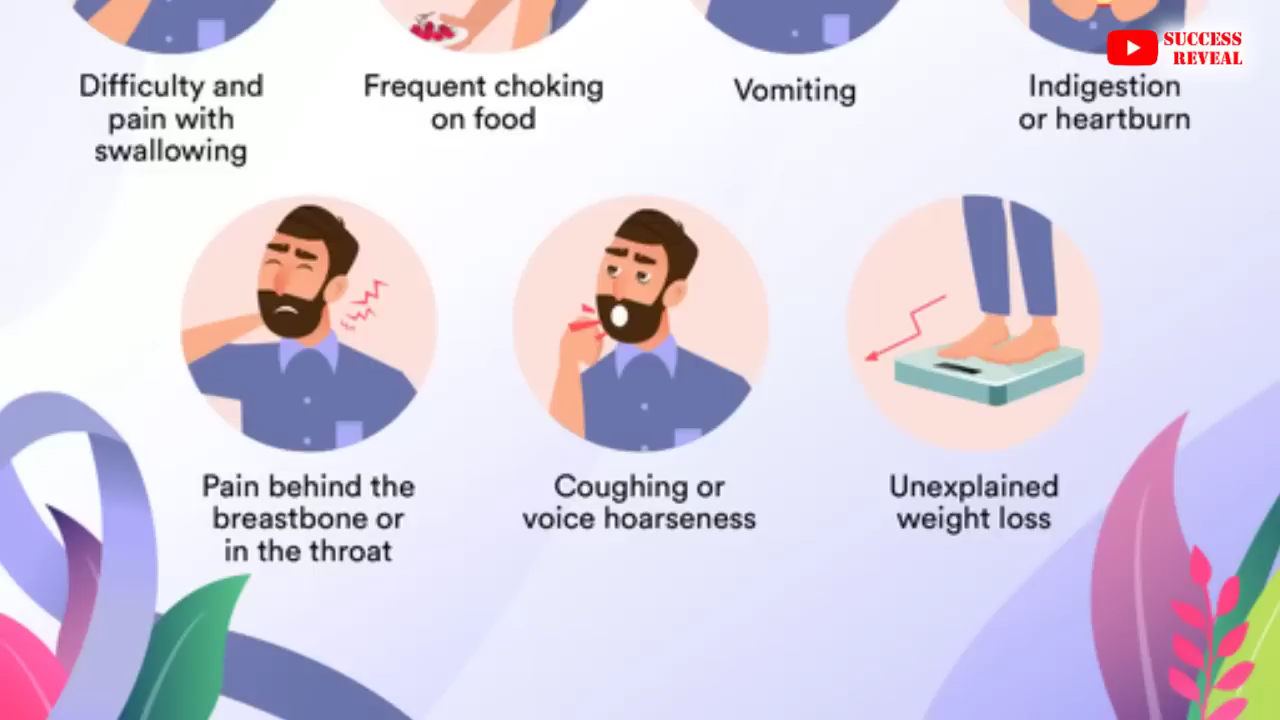 SUCCESS
REVEAL
Difficulty and
pain with
swallowing
Frequent choking
on food
Vomiting
Indigestion
or heartburn
Pain behind the
breastbone or
in the throat
Coughing or
voice hoarseness
Unexplained
weight loss